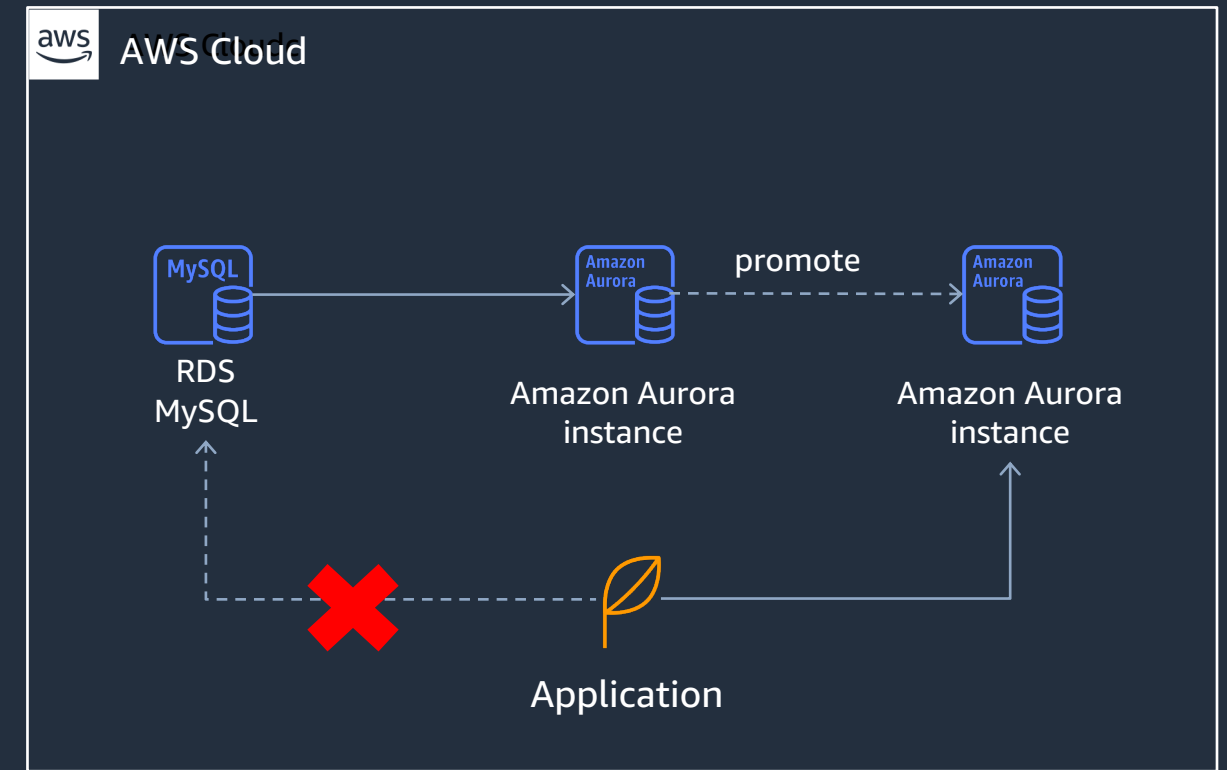 aws
AWS Cloud
MySQL
Amazon
Aurora
promote
Amazon
Aurora
RDS
MySQL
Amazon Aurora
instance
Amazon Aurora
instance
Application